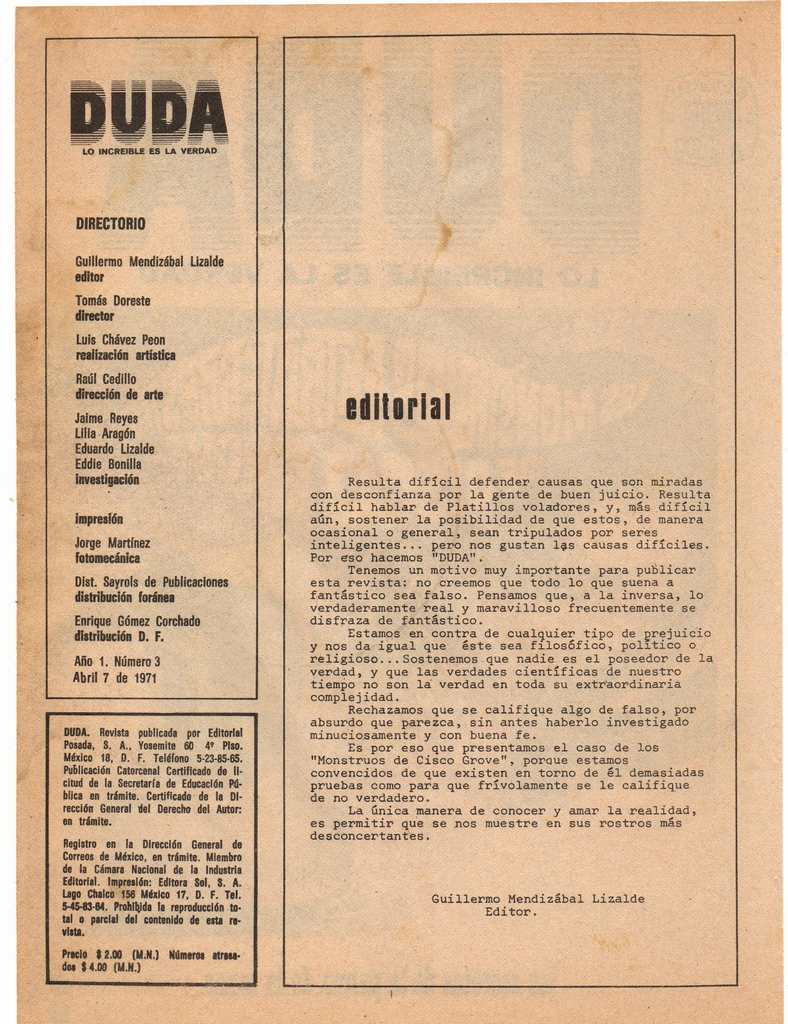 DUDA
LO INCREIBLE ES LA VERDAD
DIRECTORIO
Guillermo Mendizábal Lizalde
editor
Tomás Doreste
director
Luis Chávez Peon
realización artística
Raúl Cedillo
dirección de arte
Jaime Reyes
Lilia Aragón
Eduardo Lizalde
Eddie Bonilla
investigación
impresión
Jorge Martínez
fotomecánica
Dist. Sayrols de Publicaciones
distribución foránea
Enrique Gómez Corchado
distribución D. F.
Año 1. Número 3
Abril 7 de 1971
DUDA. Revista publicada por Editorial
Posada, S. A., Yosemite 60 4º Piso.
México 18, D. F. Teléfono 5-23-85-65.
Publicación Catorcenal Certificado de li-
citud de la Secretaría de Educación Pú-
blica en trámite. Certificado de la Di-
rección General del Derecho del Autor:
en trámite.
Registro en la Dirección General de
Correos de México, en trámite. Miembro
de la Cámara Nacional de la Industria
Editorial. Impresión: Editora Sol, S. A.
Lago Chalco 156 México 17, D. F. Tel.
5-45-83-64. Prohibida la reproducción to-
tal o parcial del contenido de esta re-
vista.
Precio $ 2.00 (M.N.) Números atrasa-
dos $ 4.00 (M.N.)
editorial
Resulta difícil defender causas que son miradas
con desconfianza por la gente de buen juicio. Resulta
difícil hablar de Platillos voladores, y, más difícil
aún, sostener la posibilidad de que estos, de manera
ocasional o general, sean tripulados por seres
inteligentes... pero nos gustan las causas difíciles.
Por eso hacemos "DUDA".
Tenemos un motivo muy importante para publicar
esta revista: no creemos que todo lo que suena a
fantástico sea falso. Pensamos que, a la inversa, lo
verdaderamente real y maravilloso frecuentemente se
disfraza de fantástico.
Estamos en contra de cualquier tipo de prejuicio
y nos da igual que éste sea filosófico, político o
religioso...Sostenemos que nadie es el poseedor de la
verdad, y que las verdades científicas de nuestro
tiempo no son la verdad en toda su extraordinaria
complejidad.
Rechazamos que se califique algo de falso, por
absurdo que parezca, sin antes haberlo investigado
minuciosamente y con buena fe.
Es por eso que presentamos el caso de los
"Monstruos de Cisco Grove", porque estamos
convencidos de que existen en torno de él demasiadas
pruebas como para que frívolamente se le califique
de no verdadero.
La única manera de conocer y amar la realidad,
es permitir que se nos muestre en sus rostros más
desconcertantes.
Guillermo Mendizábal Lizalde
Editor.